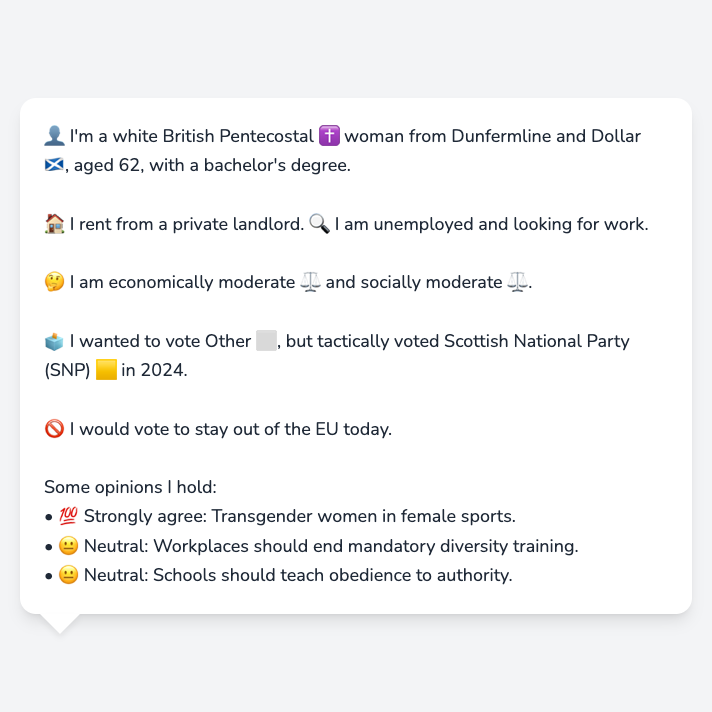 👤 I'm a white British Pentecostal ✝️ woman from Dunfermline and Dollar
🏴󠁧󠁢󠁳󠁣󠁴󠁿, aged 62, with a bachelor's degree.
🏠 I rent from a private landlord. 🔍 I am unemployed and looking for work.
🤔 I am economically moderate ⚖️ and socially moderate ⚖️.
🗳️ I wanted to vote Other ⬜, but tactically voted Scottish National Party
(SNP) 🟨 in 2024.
🚫 I would vote to stay out of the EU today.
Some opinions I hold:
• 💯 Strongly agree: Transgender women in female sports.
• 😐 Neutral: Workplaces should end mandatory diversity training.
• 😐 Neutral: Schools should teach obedience to authority.